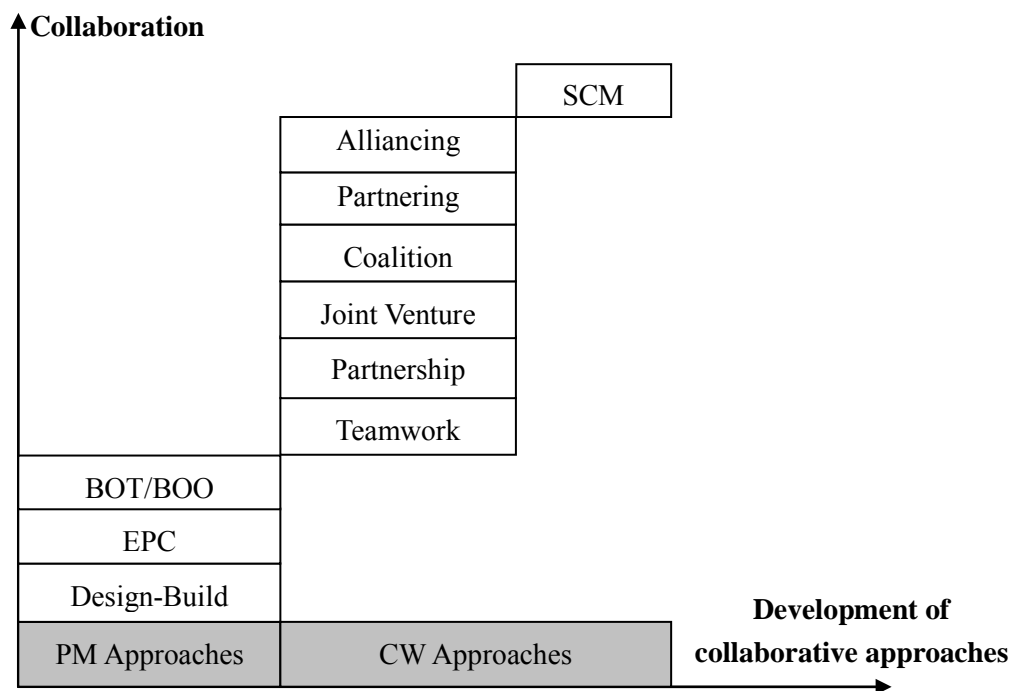 Collaboration
SCM
Alliancing
Partnering
Coalition
Joint Venture
Partnership
Teamwork
BOT/BOO
EPC
Design-Build
PM Approaches
CW Approaches
Development of
collaborative approaches